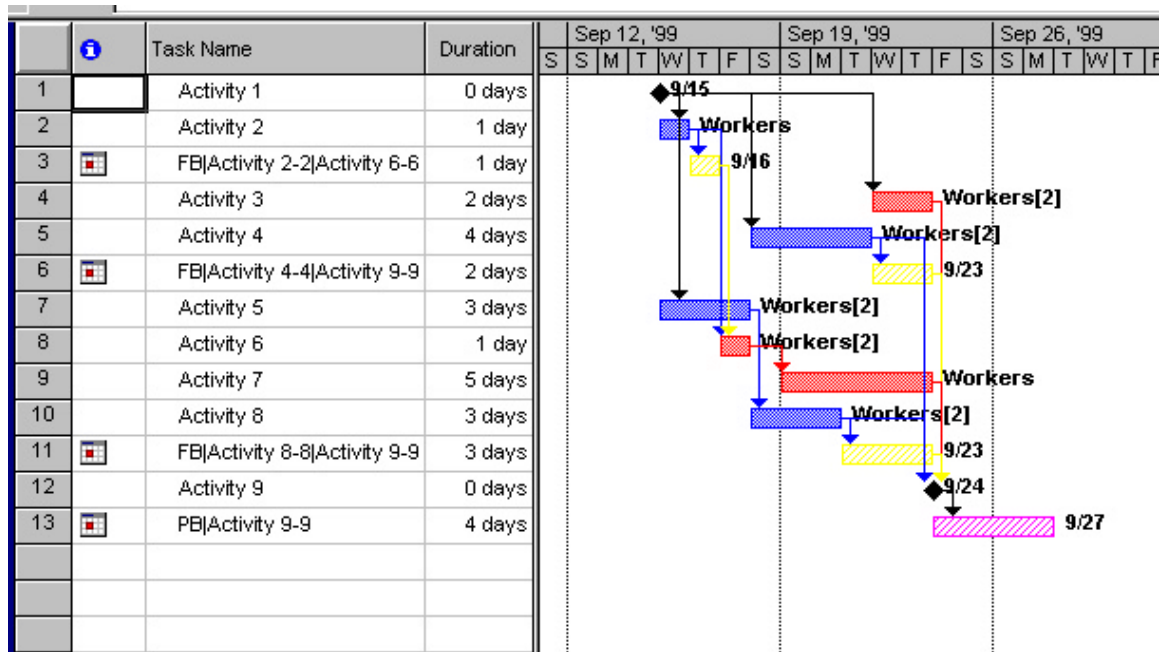 Sep 12, '99 Sep 19, '99 Sep 26, '99
Task Name Duration S S M T W T F S S M T W T F S S M T W T F
1 Activity 1 0 days 9/15
2 Activity 2 1 day Workers
3 FB|Activity 2-2|Activity 6-6 1 day 9/16
4 Activity 3 2 days Workers[2]
5 Activity 4 4 days Workers[2]
6 FB|Activity 4-4|Activity 9-9 2 days 9/23
7 Activity 5 3 days Workers[2]
8 Activity 6 1 day Workers[2]
9 Activity 7 5 days Workers
10 Activity 8 3 days Workers[2]
11 FB|Activity 8-8|Activity 9-9 3 days 9/23
12 Activity 9 0 days 9/24
13 PB|Activity 9-9 4 days 9/27